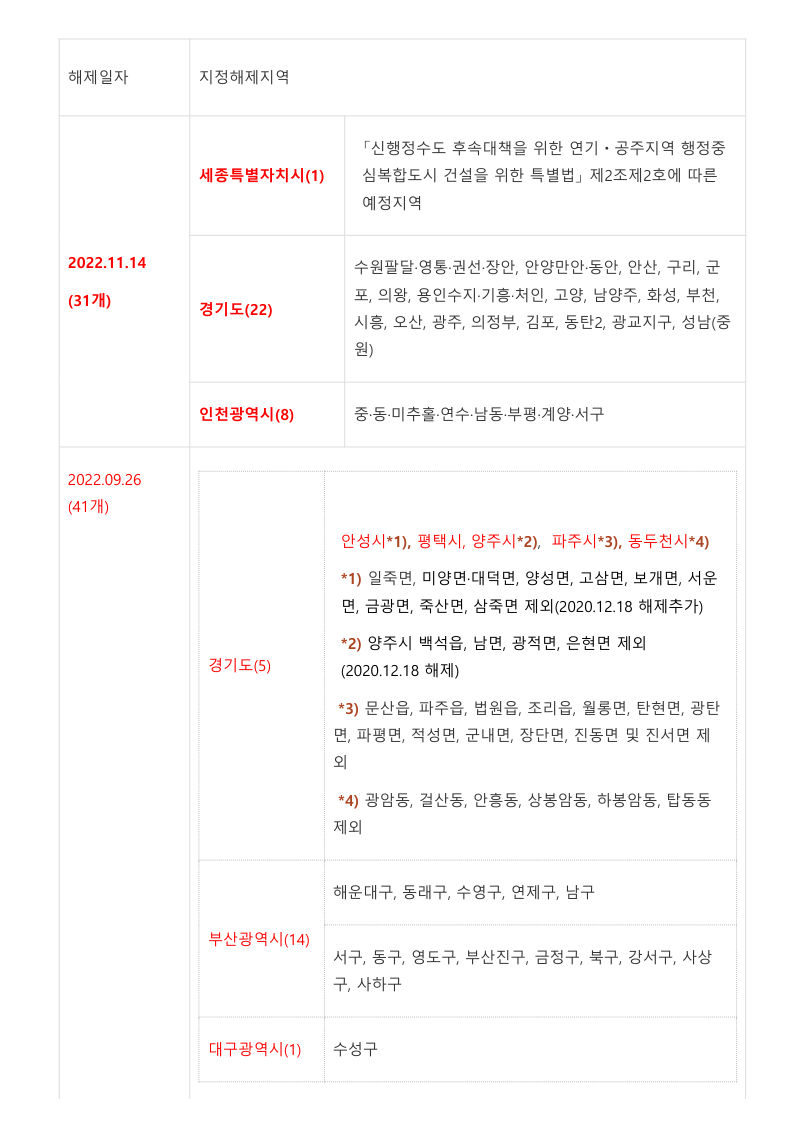 해제일자
지정해제지역
2022.11.14
(31개)
세종특별자치시(1)
「신행정수도 후속대책을 위한 연기・공주지역 행정중
심복합도시 건설을 위한 특별법」 제2조제2호에 따른
예정지역
경기도(22)
수원팔달·영통·권선·장안, 안양만안·동안, 안산, 구리, 군
포, 의왕, 용인수지·기흥·처인, 고양, 남양주, 화성, 부천,
시흥, 오산, 광주, 의정부, 김포, 동탄2, 광교지구, 성남(중
원)
인천광역시(8)
중·동·미추홀·연수·남동·부평·계양·서구
2022.09.26
(41개)
경기도(5)
안성시*1), 평택시, 양주시*2), 파주시*3), 동두천시*4)
*1) 일죽면, 미양면·대덕면, 양성면, 고삼면, 보개면, 서운
면, 금광면, 죽산면, 삼죽면 제외(2020.12.18 해제추가)
*2) 양주시 백석읍, 남면, 광적면, 은현면 제외
(2020.12.18 해제)
*3) 문산읍, 파주읍, 법원읍, 조리읍, 월롱면, 탄현면, 광탄
면, 파평면, 적성면, 군내면, 장단면, 진동면 및 진서면 제
외
*4) 광암동, 걸산동, 안흥동, 상봉암동, 하봉암동, 탑동동
제외
부산광역시(14)
해운대구, 동래구, 수영구, 연제구, 남구
서구, 동구, 영도구, 부산진구, 금정구, 북구, 강서구, 사상
구, 사하구
대구광역시(1)
수성구